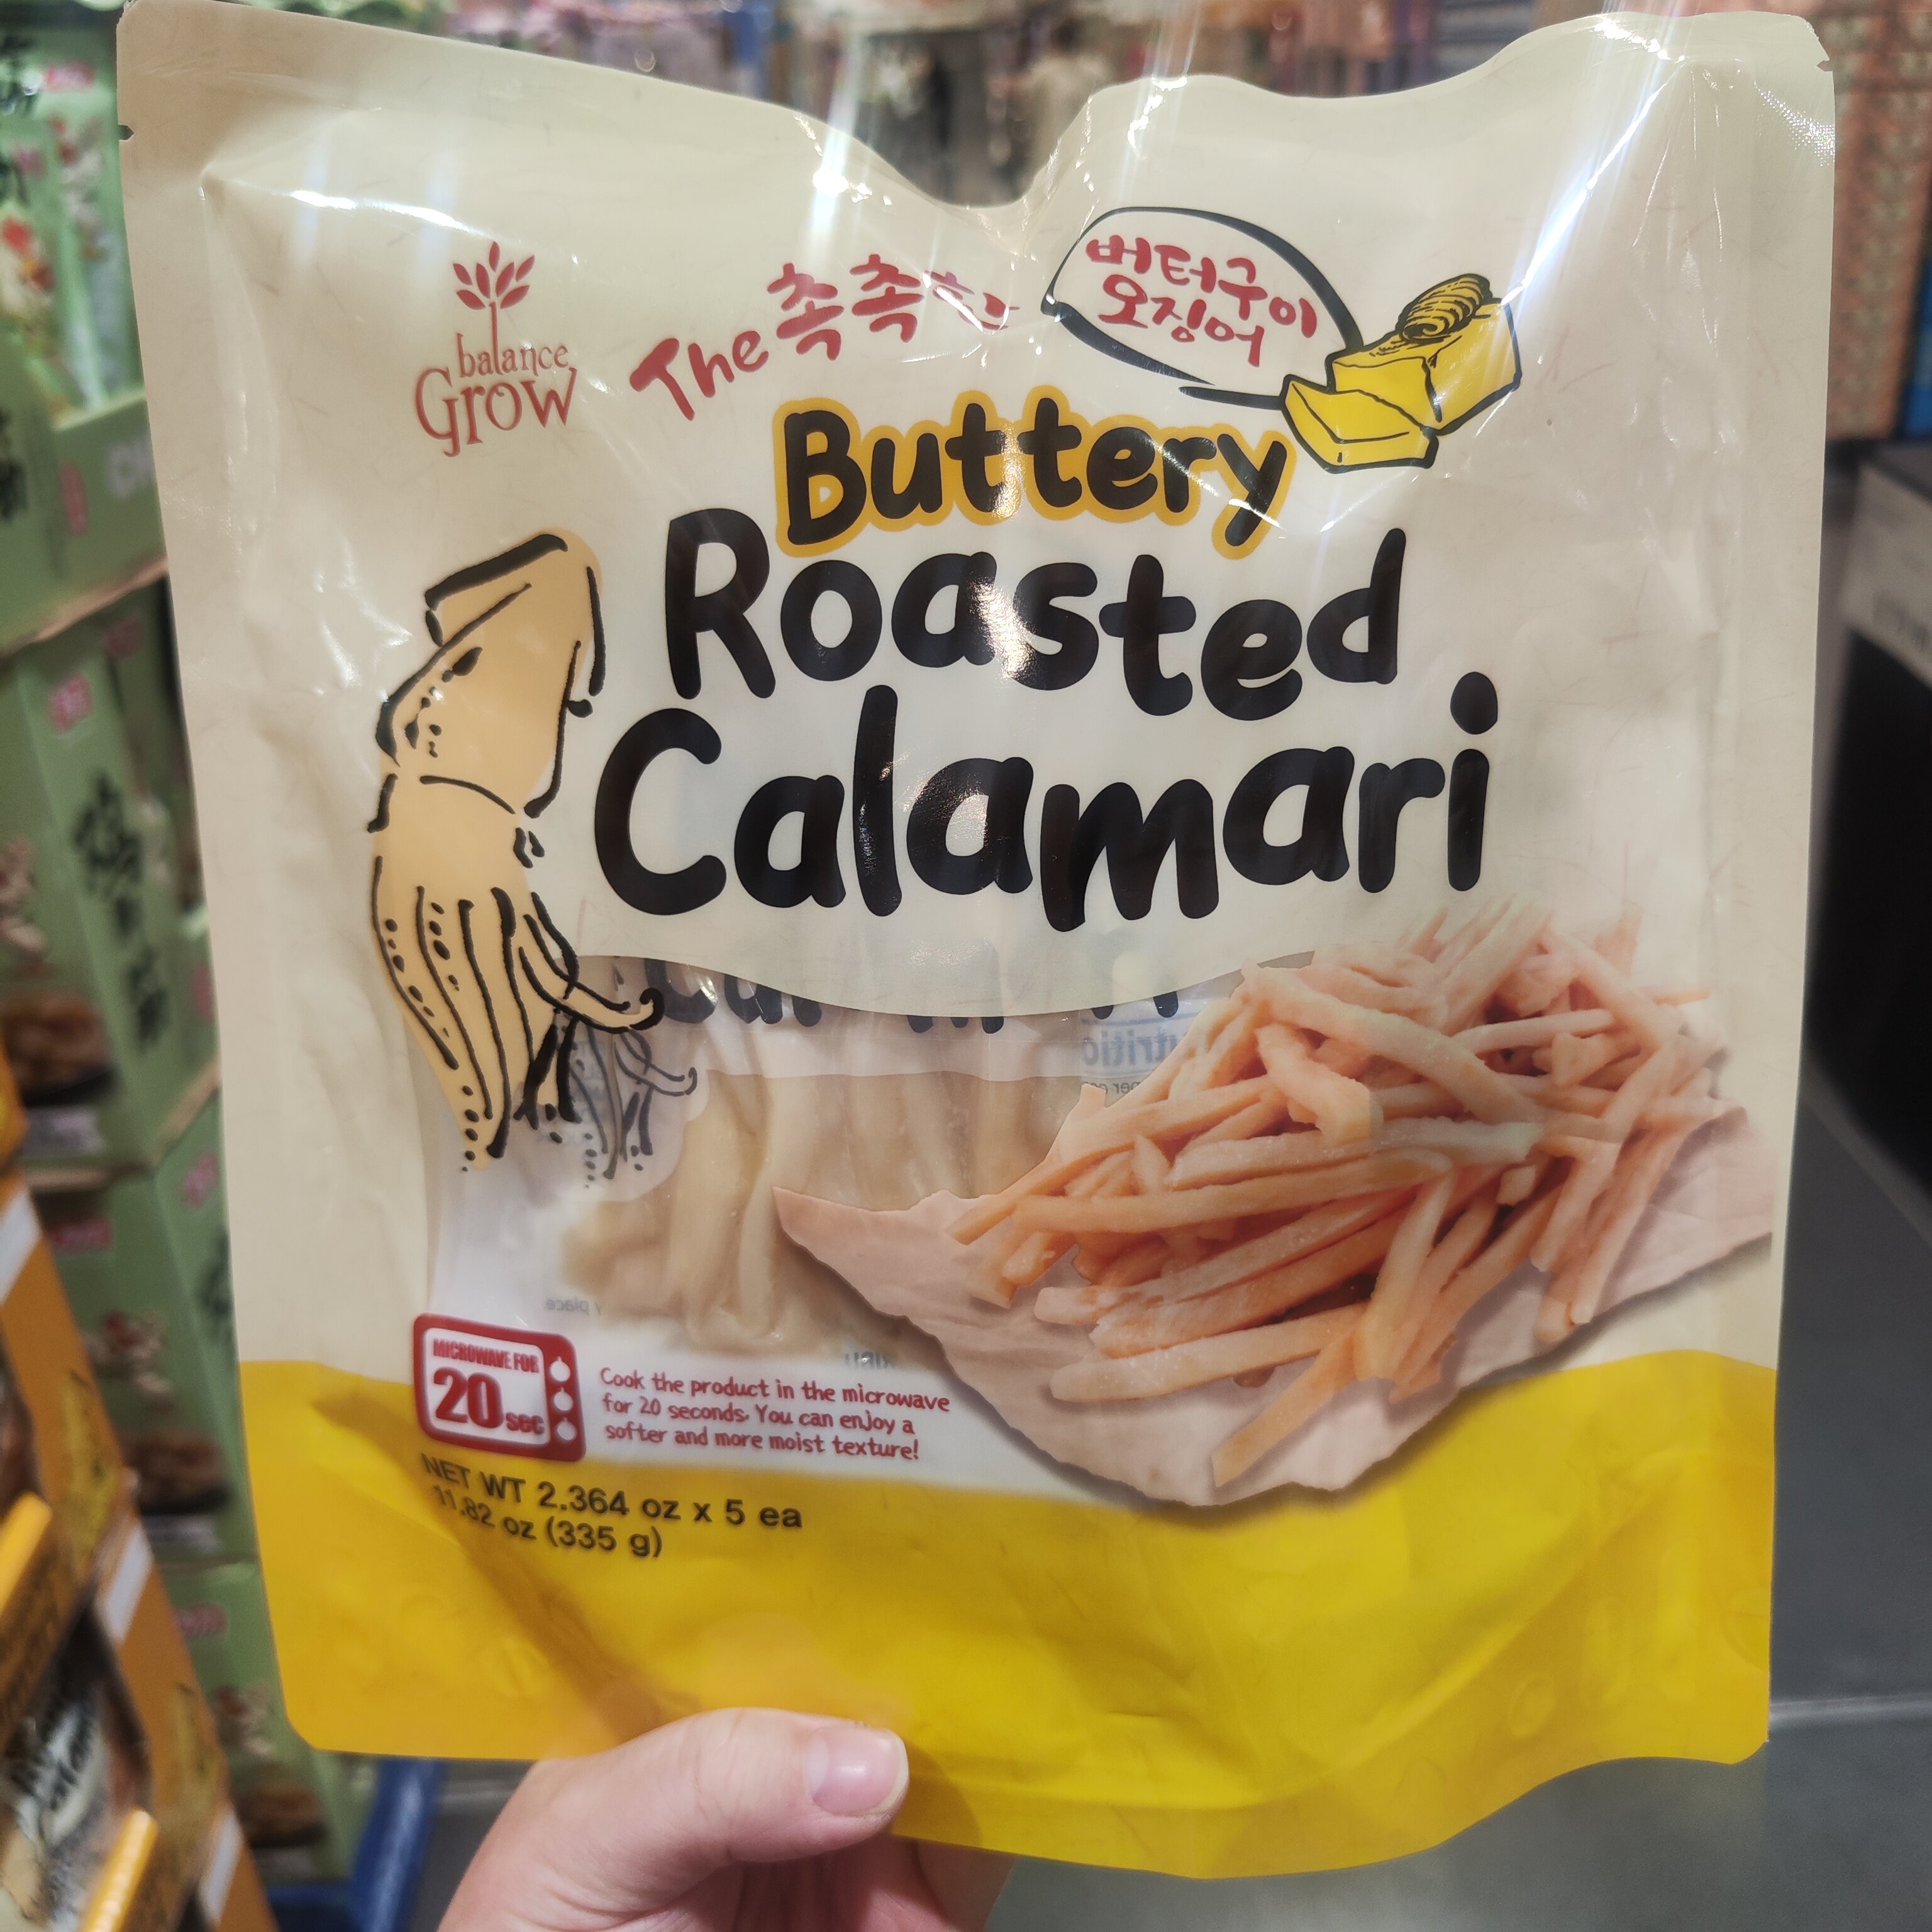 balance
Grow
The 촉촉한
버터구이
오징어
Buttery
Roasted
Calamari
MICROWAVE FOR
20 sec
Cook the product in the microwave
for 20 seconds. You can enjoy a
softer and more moist texture!
NET WT 2.364 oz x 5 ea
11.82 oz (335 g)